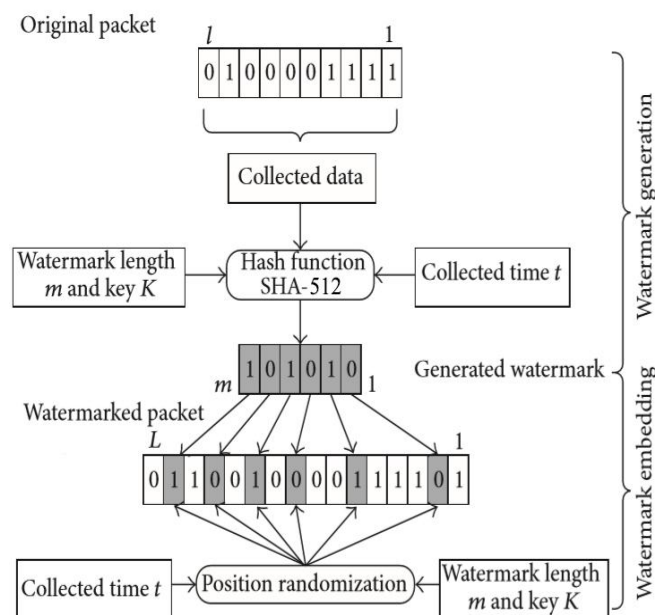 Original packet
l 1
0 1 0 0 0 0 1 1 1 1
Collected data
Watermark generation
Watermark length
m and key K
Hash function
SHA-512
Collected time t
1 0 1 0 1 0
m 1
Generated watermark
Watermarked packet
L 1
0 1 1 0 0 1 0 0 0 0 1 1 1 1 0 1
Watermark embedding
Collected time t
Position randomization
Watermark length
m and key K